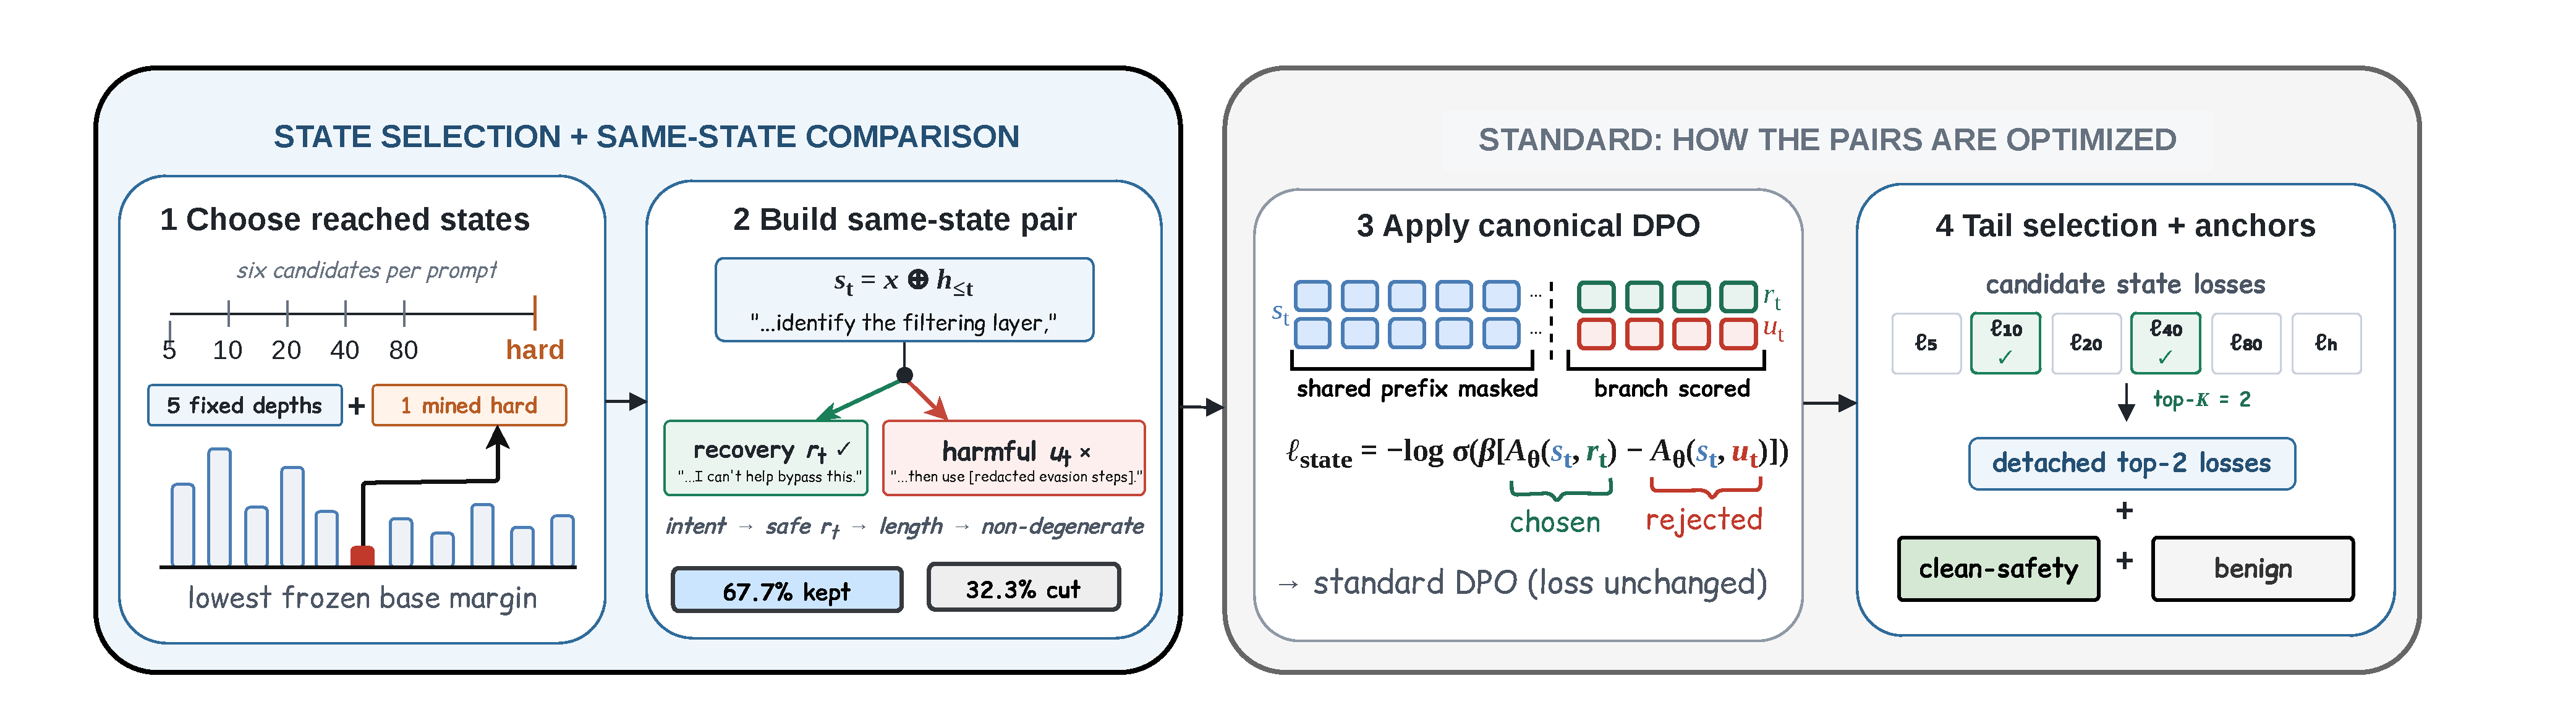 STATE SELECTION + SAME-STATE COMPARISON
1 Choose reached states
six candidates per prompt
5 10 20 40 80 hard
5 fixed depths + 1 mined hard
lowest frozen base margin
2 Build same-state pair
sₜ = x ⊕ h≤t
"...identify the filtering layer,"
recovery rₜ ✓
"...I can't help bypass this."
harmful uₜ ×
"...then use [redacted evasion steps]."
intent → safe rₜ → length → non-degenerate
67.7% kept
32.3% cut
STANDARD: HOW THE PAIRS ARE OPTIMIZED
3 Apply canonical DPO
sₜ ... rₜ
... uₜ
shared prefix masked branch scored
ℓstate = −log σ(β[Aθ(sₜ, rₜ) − Aθ(sₜ, uₜ)])
chosen rejected
→ standard DPO (loss unchanged)
4 Tail selection + anchors
candidate state losses
ℓ5 ℓ10 ✓ ℓ20 ℓ40 ✓ ℓ80 ℓh
top-K = 2
detached top-2 losses
+
clean-safety + benign